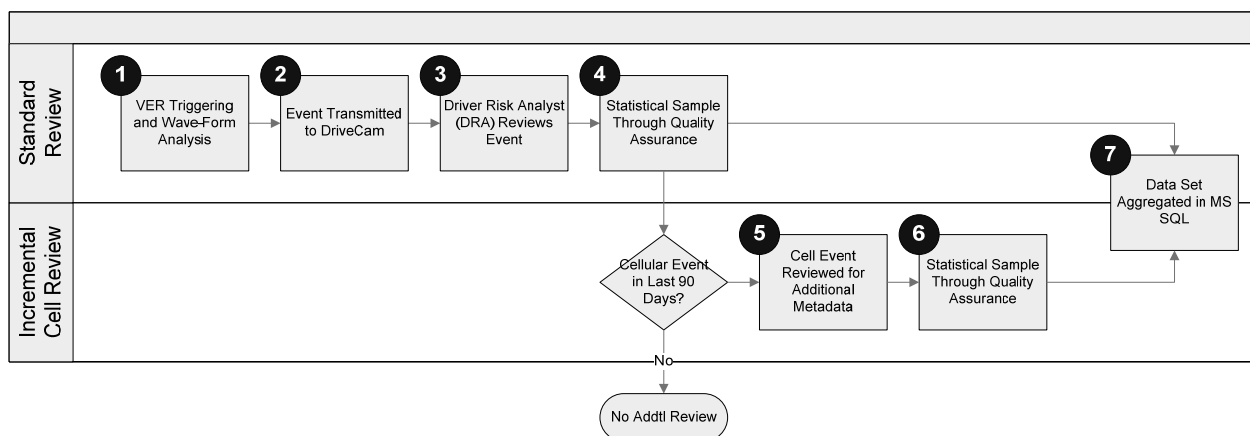 Standard
Review
1
VER Triggering
and Wave-Form
Analysis
2
Event Transmitted
to DriveCam
3
Driver Risk Analyst
(DRA) Reviews
Event
4
Statistical Sample
Through Quality
Assurance
7
Data Set
Aggregated in MS
SQL
Incremental
Cell Review
Cellular Event
in Last 90
Days?
5
Cell Event
Reviewed for
Additional
Metadata
6
Statistical Sample
Through Quality
Assurance
No
No Addtl Review